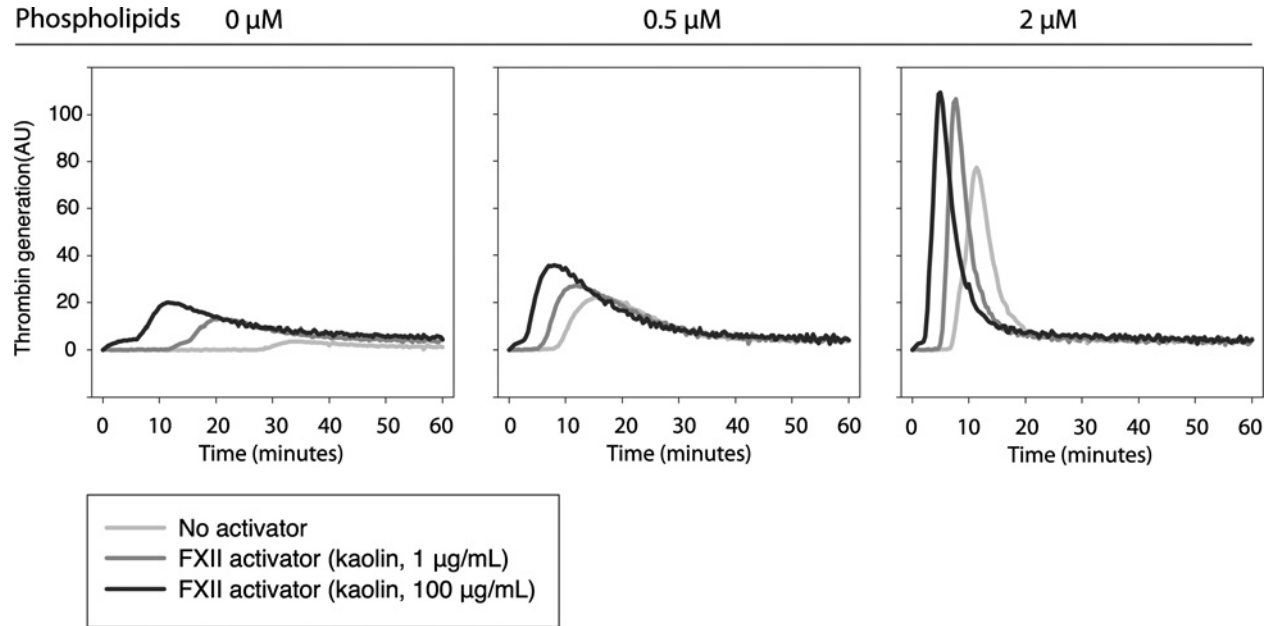 Phospholipids 0 µM 0.5 µM 2 µM
Thrombin generation(AU)
100
80
60
40
20
0
0 10 20 30 40 50 60
Time (minutes)
0 10 20 30 40 50 60
Time (minutes)
0 10 20 30 40 50 60
Time (minutes)
No activator
FXII activator (kaolin, 1 µg/mL)
FXII activator (kaolin, 100 µg/mL)